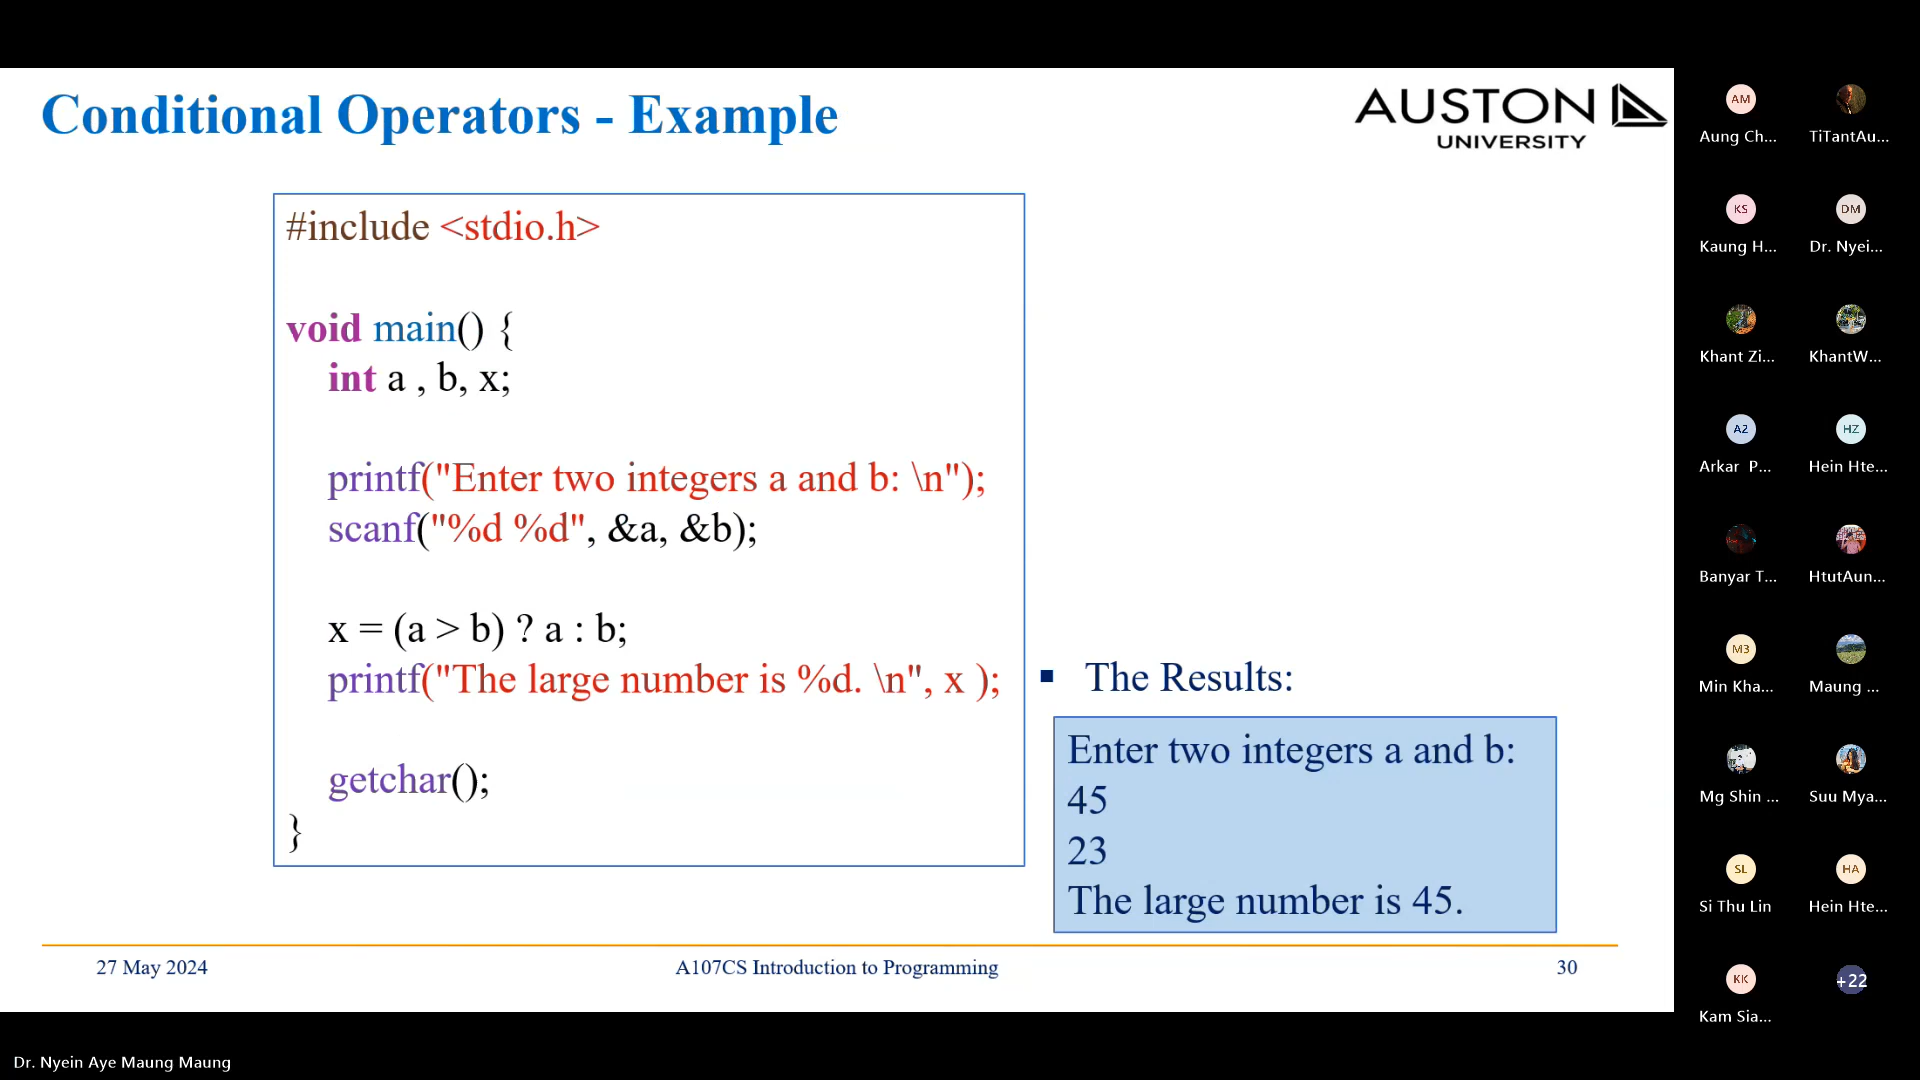 Conditional Operators - Example
AUSTON
UNIVERSITY
#include <stdio.h>
void main() {
int a , b, x;
printf("Enter two integers a and b: \n");
scanf("%d %d", &a, &b);
x = (a > b) ? a : b;
printf("The large number is %d. \n", x );
getchar();
}
▪ The Results:
Enter two integers a and b:
45
23
The large number is 45.
27 May 2024
A107CS Introduction to Programming
30
AM
Aung Ch...
TiTantAu...
KS
Kaung H...
DM
Dr. Nyei...
Khant Zi...
KhantW...
A2
Arkar P...
HZ
Hein Hte...
Banyar T...
HtutAun...
M3
Min Kha...
Maung ...
Mg Shin ...
Suu Mya...
SL
Si Thu Lin
HA
Hein Hte...
KK
Kam Sia...
+22
Dr. Nyein Aye Maung Maung